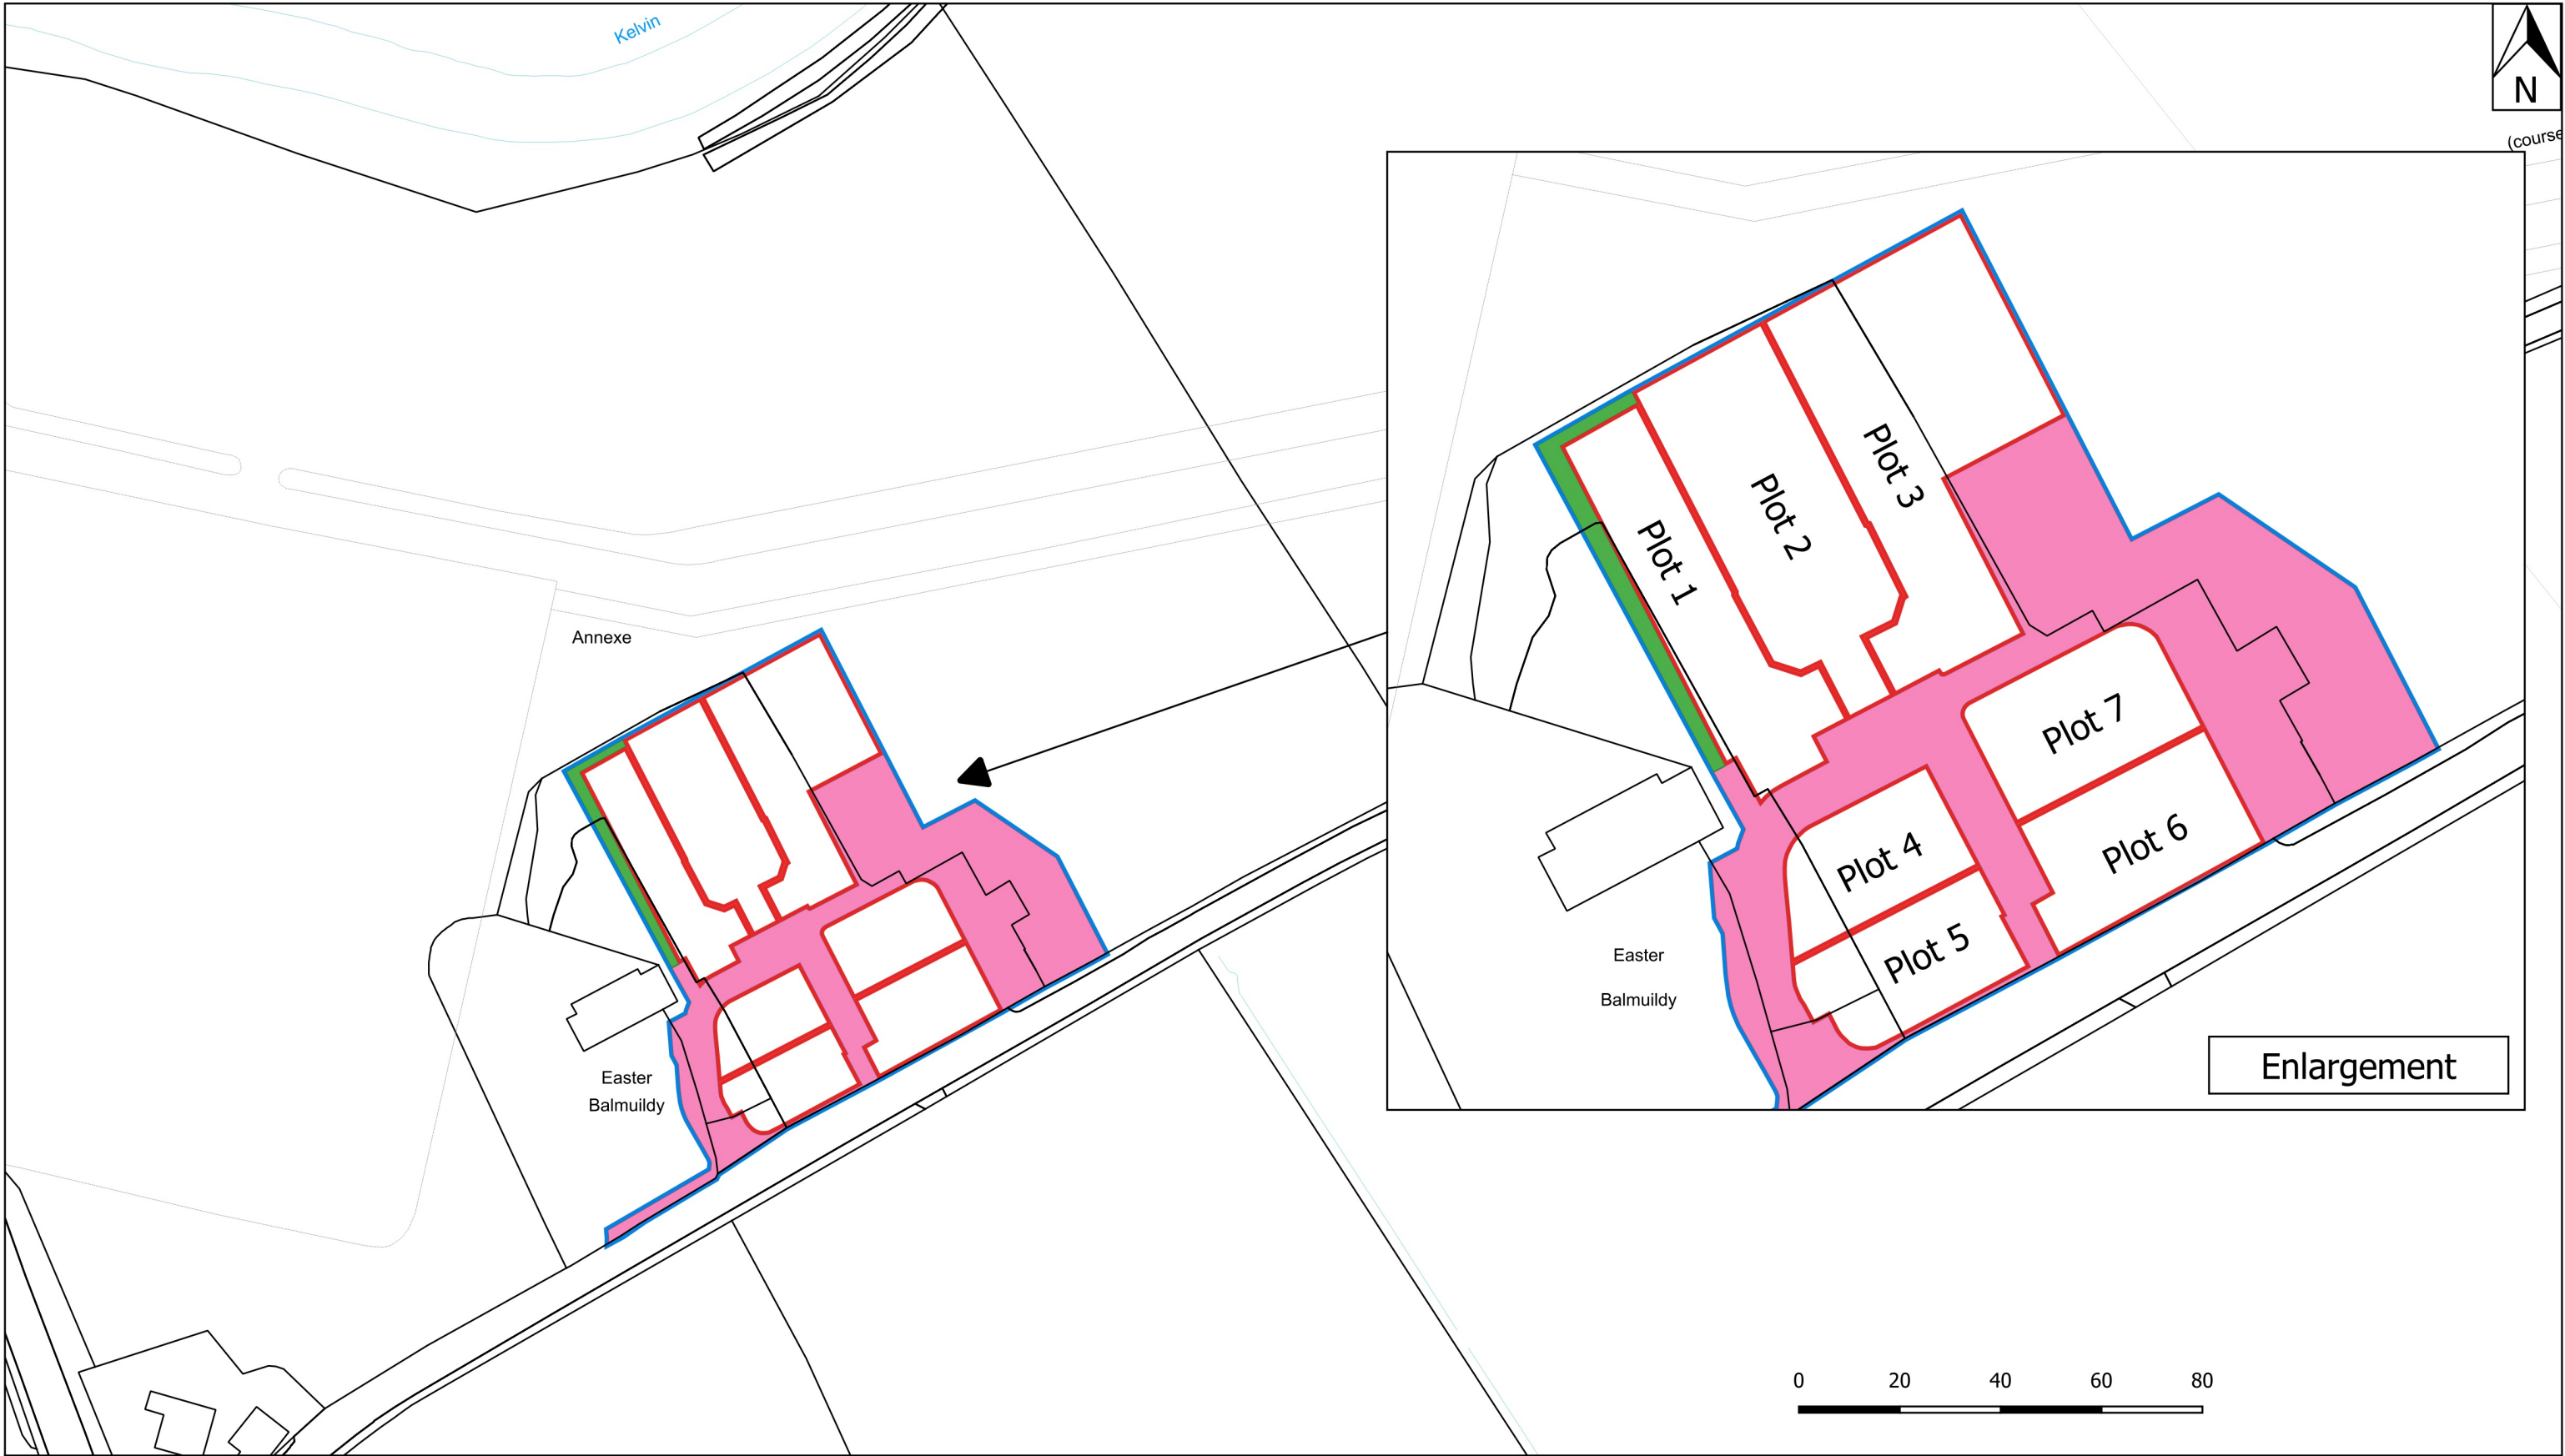 Kelvin
N
(course
Annexe
Plot 3
Plot 2
Plot 1
Plot 7
Plot 6
Plot 4
Plot 5
Easter
Balmuildy
Easter
Balmuildy
Enlargement
0 20 40 60 80